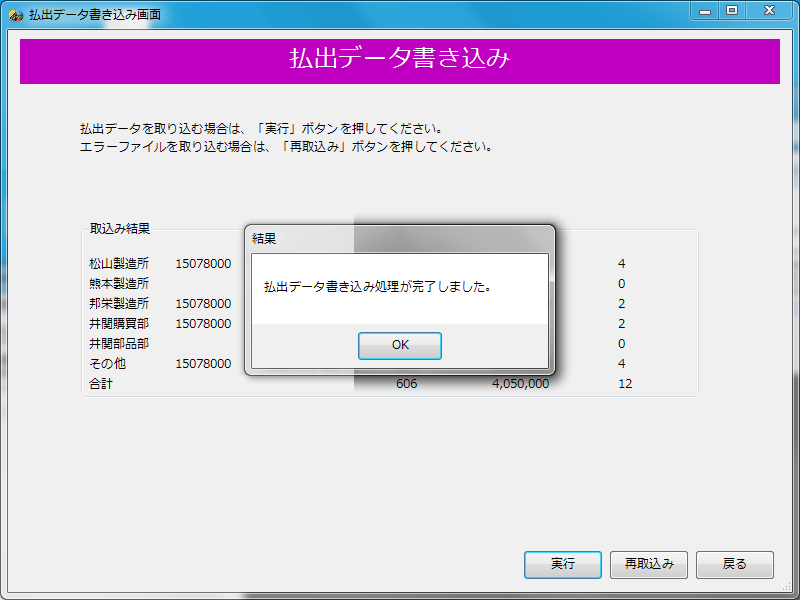 払出データ書き込み画面
払出データ書き込み
払出データを取り込む場合は、「実行」ボタンを押してください。
エラーファイルを取り込む場合は、「再取込み」ボタンを押してください。
取込み結果
結果
松山製造所 15078000 4
熊本製造所 0
払出データ書き込み処理が完了しました。
邦栄製造所 15078000 2
井関購買部 15078000 2
井関部品部 0
OK
その他 15078000 4
合計 606 4,050,000 12
実行 再取込み 戻る